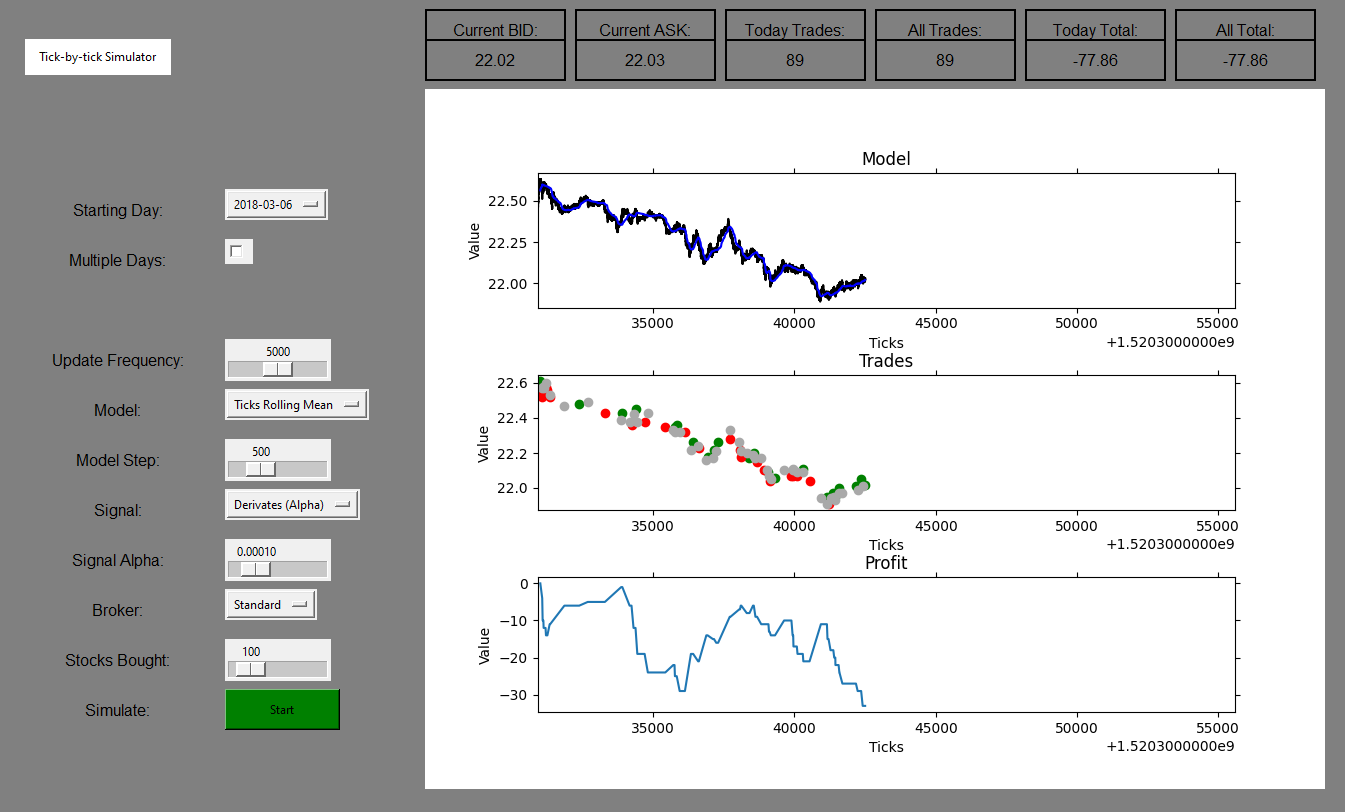 Tick-by-tick Simulator
Current BID: Current ASK: Today Trades: All Trades: Today Total: All Total:
22.02 22.03 89 89 -77.86 -77.86
Starting Day: 2018-03-06
Multiple Days:
Update Frequency: 5000
Model: Ticks Rolling Mean
Model Step: 500
Signal: Derivates (Alpha)
Signal Alpha: 0.00010
Broker: Standard
Stocks Bought: 100
Simulate: Start
Model
Value
22.50
22.25
22.00
35000 40000 45000 50000 55000
Ticks +1.5203000000e9
Trades
Value
22.6
22.4
22.2
22.0
35000 40000 45000 50000 55000
Ticks +1.5203000000e9
Profit
Value
0
−10
−20
−30
35000 40000 45000 50000 55000
Ticks +1.5203000000e9